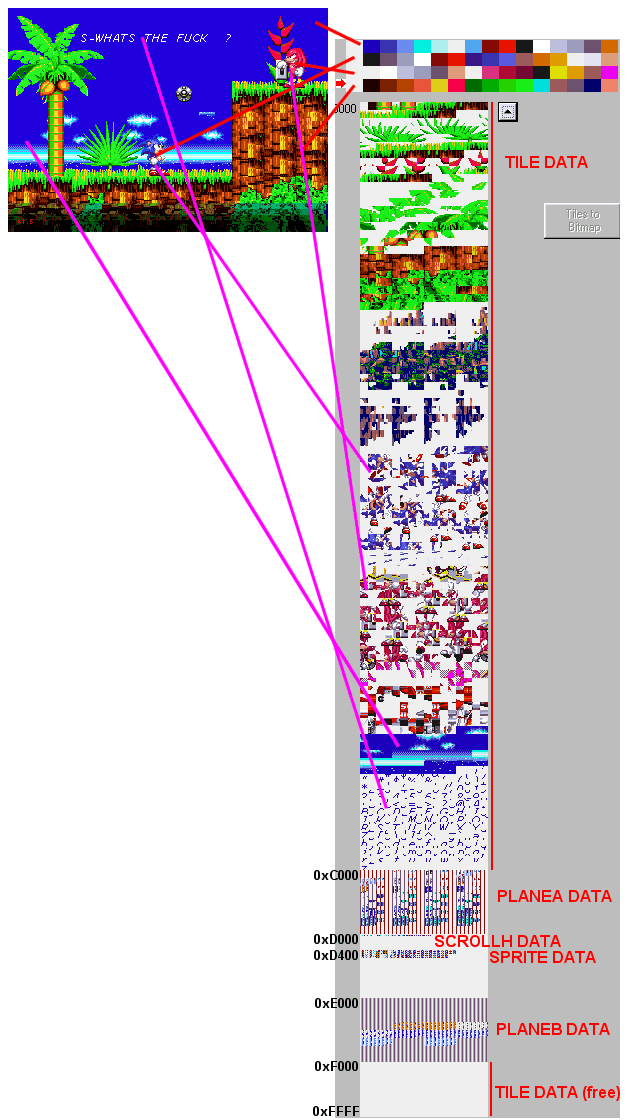 S-WHATS THE FUCK ?
0000
TILE DATA
Tiles to
Bitmap
0xC000
PLANEA DATA
0xD000
SCROLLH DATA
0xD400
SPRITE DATA
0xE000
PLANEB DATA
0xF000
TILE DATA (free)
0xFFFF